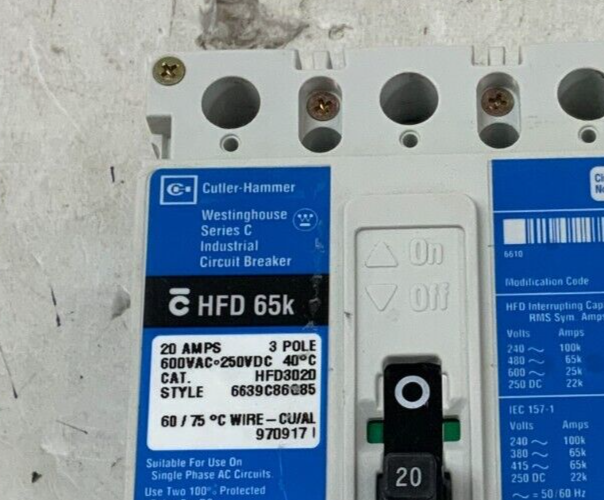 Cutler-Hammer
Westinghouse
Series C
Industrial
Circuit Breaker
C HFD 65k
20 AMPS 3 POLE
600VAC∘250VDC 40°C
CAT. HFD3020
STYLE 6639C86G85
60 / 75 °C WIRE–CU/AL
970917 I
Suitable For Use On
Single Phase AC Circuits.
Use Two 100% Protected
On
Off
O
20
6610
Modification Code
HFD Interrupting
RMS Sym.
Volts Amps
240 ~ 100k
480 ~ 65k
600 ~ 25k
250 DC 22k
IEC 157-1
Volts Amps
240 ~ 100k
380 ~ 65k
415 ~ 65k
250 DC 22k
~ = 50/60 Hz